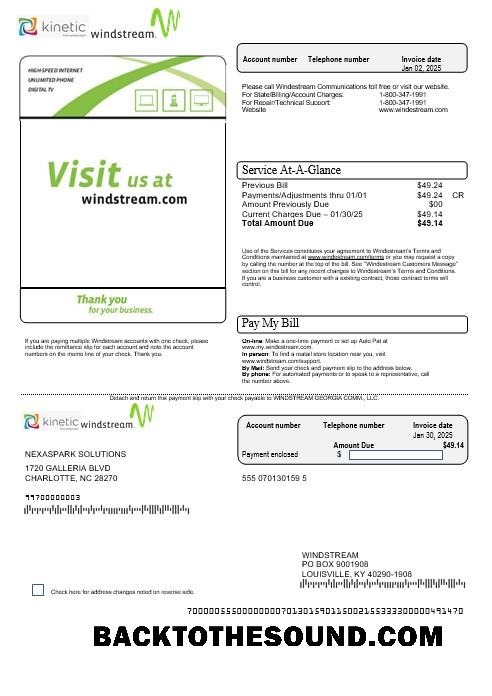 kinetic windstream.
HIGH-SPEED INTERNET
UNLIMITED PHONE
DIGITAL TV
Account number Telephone number Invoice date
Jan 02, 2025
Please call Windestream Communications toll free or visit our website.
For State/Billing/Account Charges: 1-800-347-1991
For Repair/Technical Support: 1-800-347-1991
Website www.windestream.com
Visit us at
windstream.com
Service At-A-Glance
Previous Bill $49.24
Payments/Adjustments thru 01/01 $49.24 CR
Amount Previously Due $00
Current Charges Due – 01/30/25 $49.14
Total Amount Due $49.14
Use of the Services constitutes your agreement to Windestream's Terms and
Conditions maintained at www.windestream.com/terms or you may request a copy
by calling the number at the top of the bill. See "Windestream Customers Message"
section on this bill for any recent changes to Windestream's Terms and Conditions.
If you are a business customer with a existing contract, those contract terms will
control.
Thank you
for your business.
Pay My Bill
If you are paying multiple Windstream accounts with one check, please
include the remittance slip for each account and note the account
numbers on the memo line of your check. Thank you.
On-line: Make a one-time payment or set up Auto Pat at
www.my.windstream.com.
In person: To find a matail store location near you, visit
www.windstream.com/support.
By Mail: Send your check and payment slip to the address below.
By phone: For automated payments or to speak to a representative, call
the number above.
Detach and return this payment slip with your check payable to WINDSTREAM GEORGIA COMM., LLC.
kinetic windstream.
Account number Telephone number Invoice date
Jan 30, 2025
Amount Due $49.14
Payment enclosed $
NEXASPARK SOLUTIONS
1720 GALLERIA BLVD
CHARLOTTE, NC 28270
555 070130159 5
99700000003
WINDSTREAM
PO BOX 9001908
LOUISVILLE, KY 40290-1908
Check here for address changes noted on reverse side.
BACKTOTHESOUND.COM